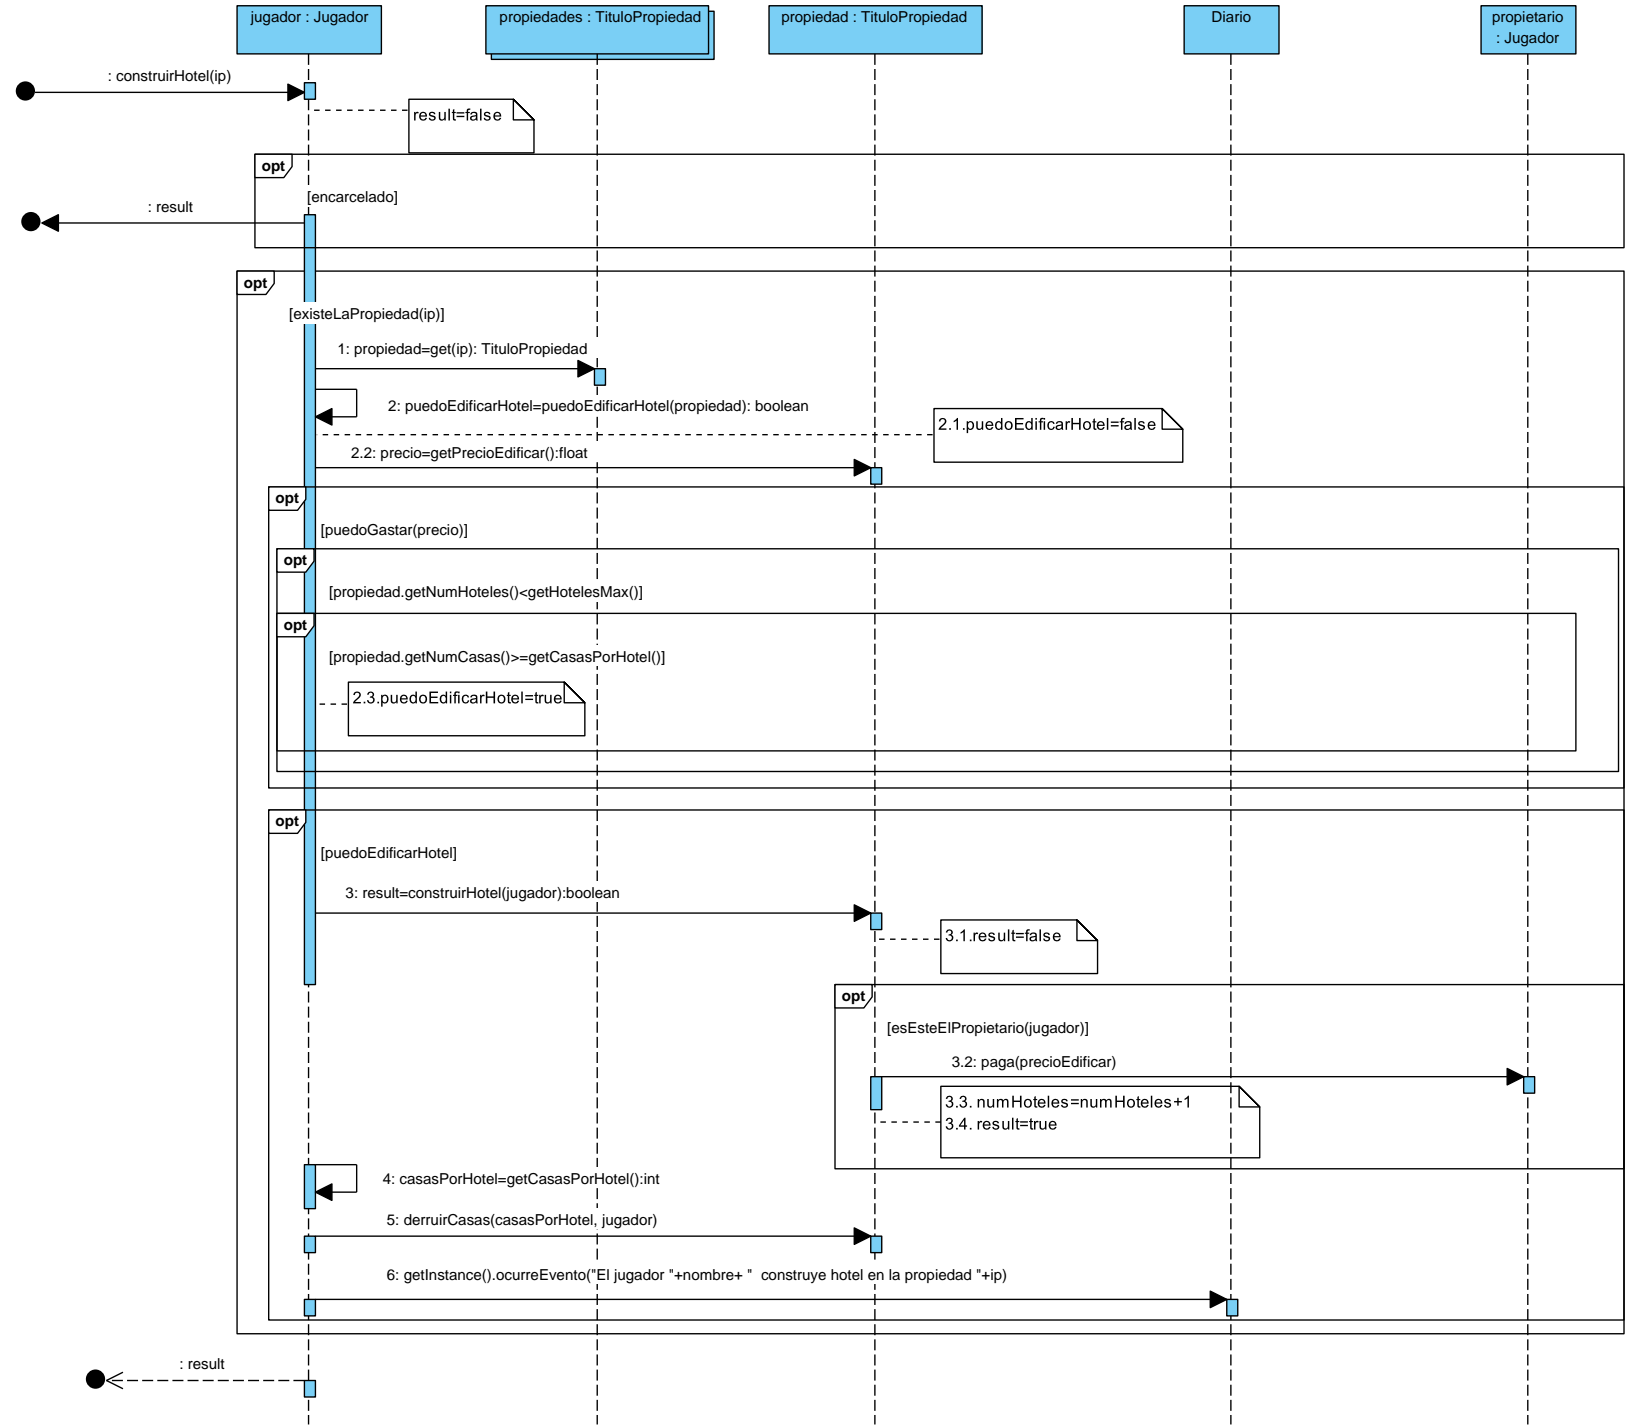 jugador : Jugador
propiedades : TituloPropiedad
propiedad : TituloPropiedad
Diario
propietario
: Jugador
: construirHotel(ip)
result=false
opt
[encarcelado]
: result
opt
[existeLaPropiedad(ip)]
1: propiedad=get(ip): TituloPropiedad
2: puedoEdificarHotel=puedoEdificarHotel(propiedad): boolean
2.1.puedoEdificarHotel=false
2.2: precio=getPrecioEdificar():float
opt
[puedoGastar(precio)]
opt
[propiedad.getNumHoteles()<getHotelesMax()]
opt
[propiedad.getNumCasas()>=getCasasPorHotel()]
2.3.puedoEdificarHotel=true
opt
[puedoEdificarHotel]
3: result=construirHotel(jugador):boolean
3.1.result=false
opt
[esEsteElPropietario(jugador)]
3.2: paga(precioEdificar)
3.3. numHoteles=numHoteles+1
3.4. result=true
4: casasPorHotel=getCasasPorHotel():int
5: derruirCasas(casasPorHotel, jugador)
6: getInstance().ocurreEvento("El jugador "+nombre+ "  construye hotel en la propiedad "+ip)
: result